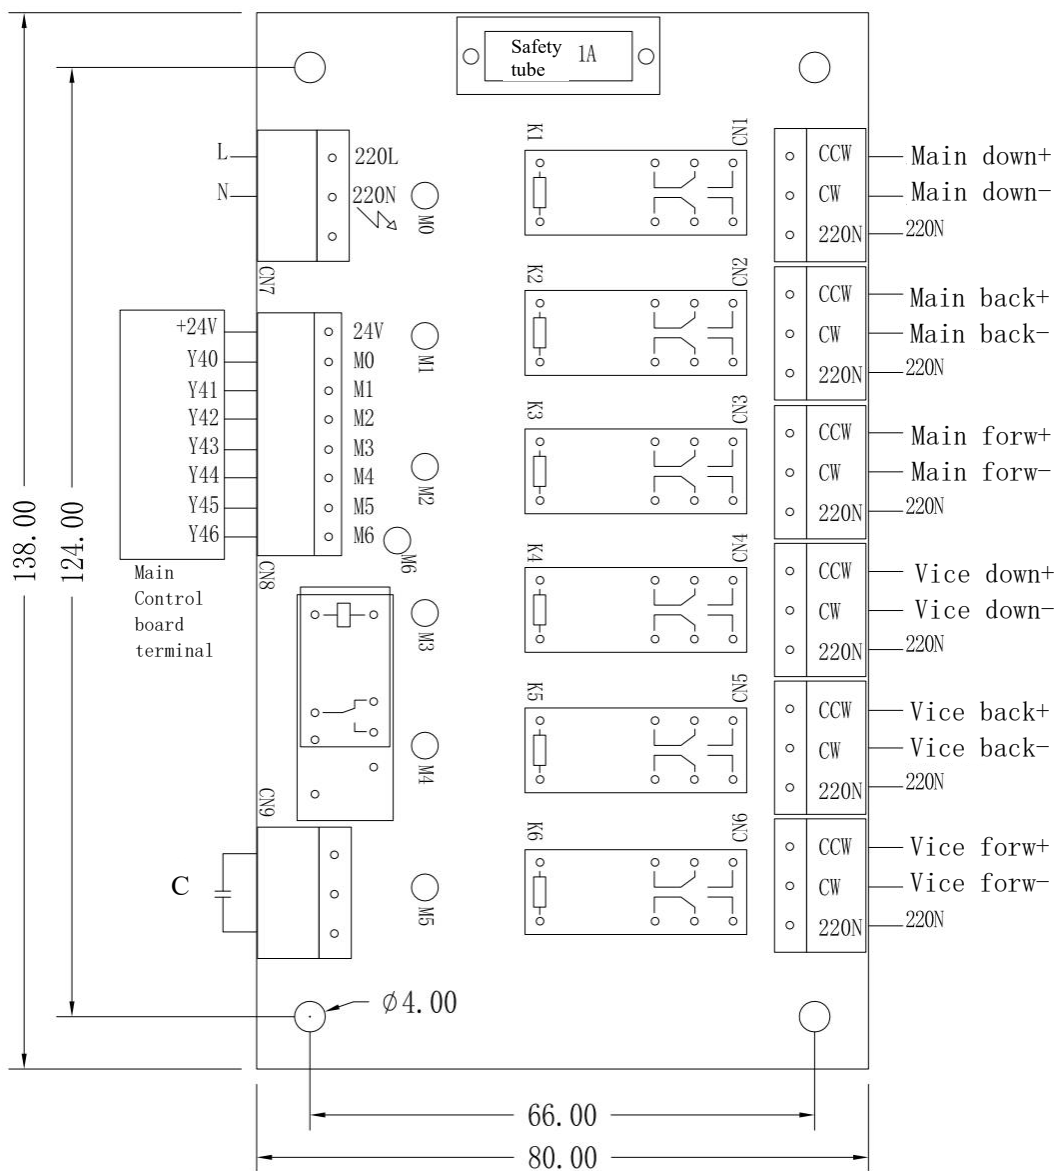 Safety 1A
tube
L
220L
N
220N
M0
CN7
K1
CN1
CCW
Main down+
CW
Main down-
220N
220N
+24V
24V
Y40
M0
Y41
M1
Y42
M2
Y43
M3
Y44
M4
Y45
M5
Y46
M6
Main
Control
board
terminal
CN8
M1
M2
M6
M3
M4
M5
K2
CN2
CCW
Main back+
CW
Main back-
220N
220N
K3
CN3
CCW
Main forw+
CW
Main forw-
220N
220N
K4
CN4
CCW
Vice down+
CW
Vice down-
220N
220N
K5
CN5
CCW
Vice back+
CW
Vice back-
220N
220N
K6
CN6
CCW
Vice forw+
CW
Vice forw-
220N
220N
CN9
C
138.00
124.00
φ4.00
66.00
80.00